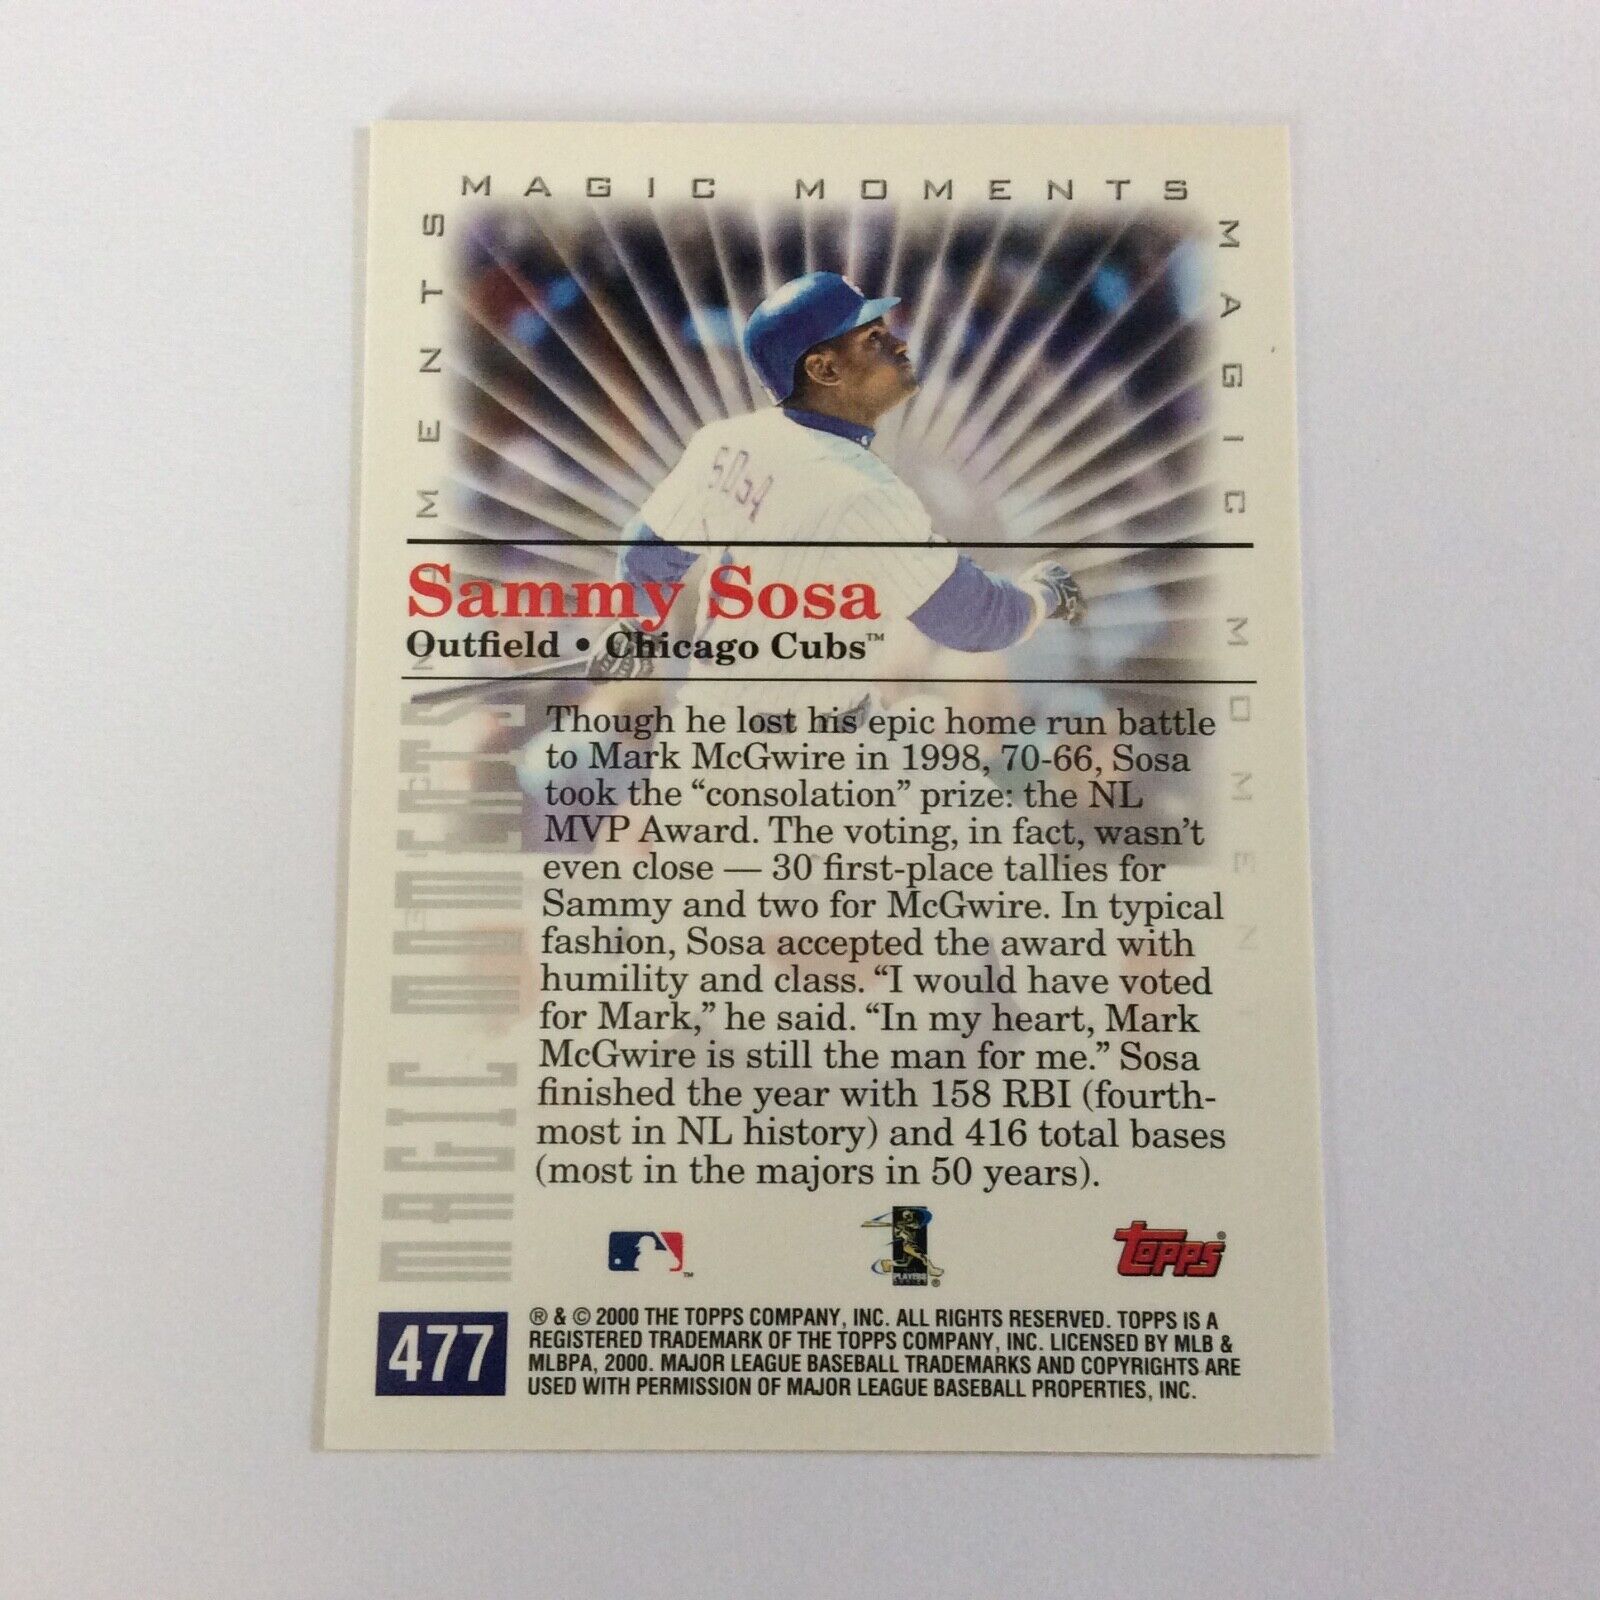 MAGIC MOMENTS
MAGIC MOMEN
MENTS
SOSA
Sammy Sosa
Outfield • Chicago Cubs™
MAGIC MOMENTS
Though he lost his epic home run battle
to Mark McGwire in 1998, 70-66, Sosa
took the “consolation” prize: the NL
MVP Award. The voting, in fact, wasn’t
even close — 30 first-place tallies for
Sammy and two for McGwire. In typical
fashion, Sosa accepted the award with
humility and class. “I would have voted
for Mark,” he said. “In my heart, Mark
McGwire is still the man for me.” Sosa
finished the year with 158 RBI (fourth-
most in NL history) and 416 total bases
(most in the majors in 50 years).
PLAYERS
TOPPS®
477
® & © 2000 THE TOPPS COMPANY, INC. ALL RIGHTS RESERVED. TOPPS IS A
REGISTERED TRADEMARK OF THE TOPPS COMPANY, INC. LICENSED BY MLB &
MLBPA, 2000. MAJOR LEAGUE BASEBALL TRADEMARKS AND COPYRIGHTS ARE
USED WITH PERMISSION OF MAJOR LEAGUE BASEBALL PROPERTIES, INC.